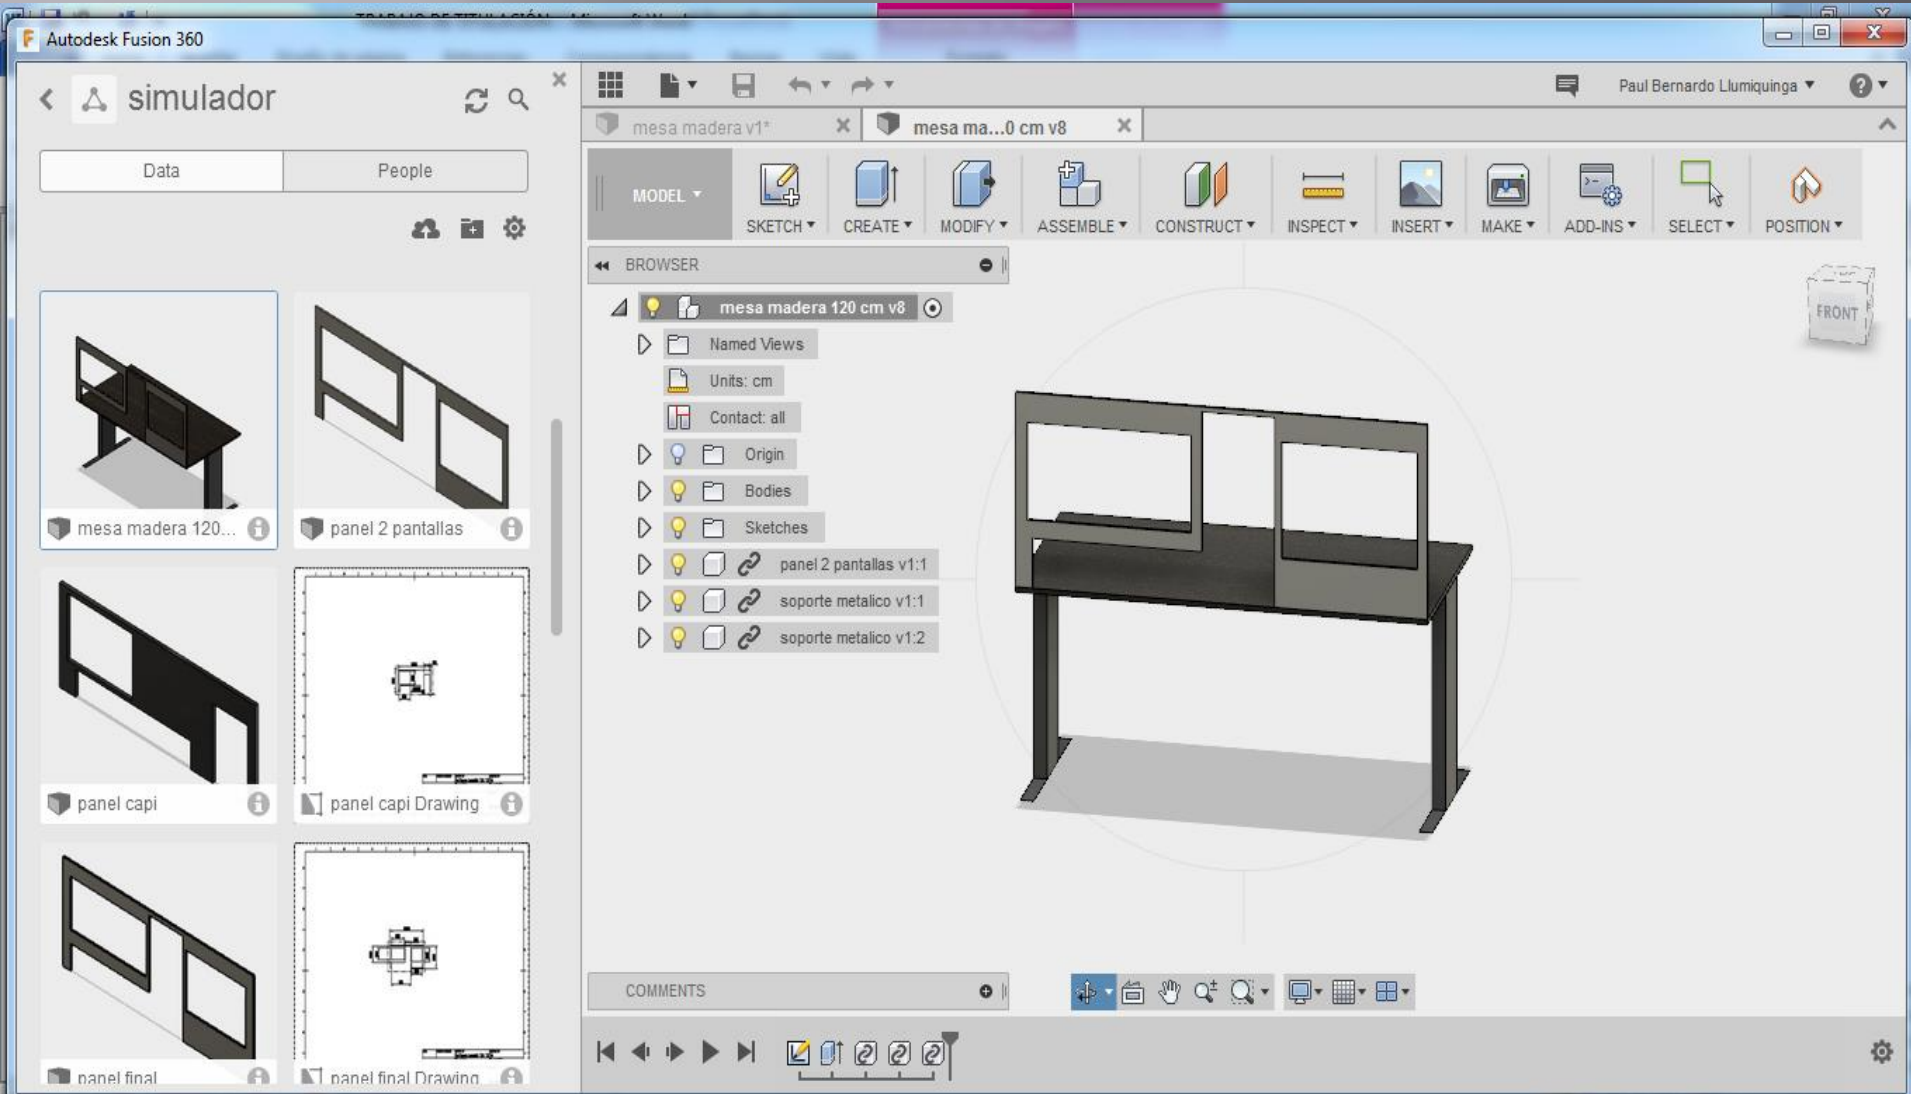 Autodesk Fusion 360
simulador
Data
People
mesa madera 120...
panel 2 pantallas
panel capi
panel capi Drawing
panel final
panel final Drawing
Paul Bernardo Llumiquinga
?
mesa madera v1*
mesa ma...0 cm v8
MODEL
SKETCH
CREATE
MODIFY
ASSEMBLE
CONSTRUCT
INSPECT
INSERT
MAKE
ADD-INS
SELECT
POSITION
BROWSER
mesa madera 120 cm v8
Named Views
Units: cm
Contact: all
Origin
Bodies
Sketches
panel 2 pantallas v1:1
soporte metalico v1:1
soporte metalico v1:2
FRONT
COMMENTS